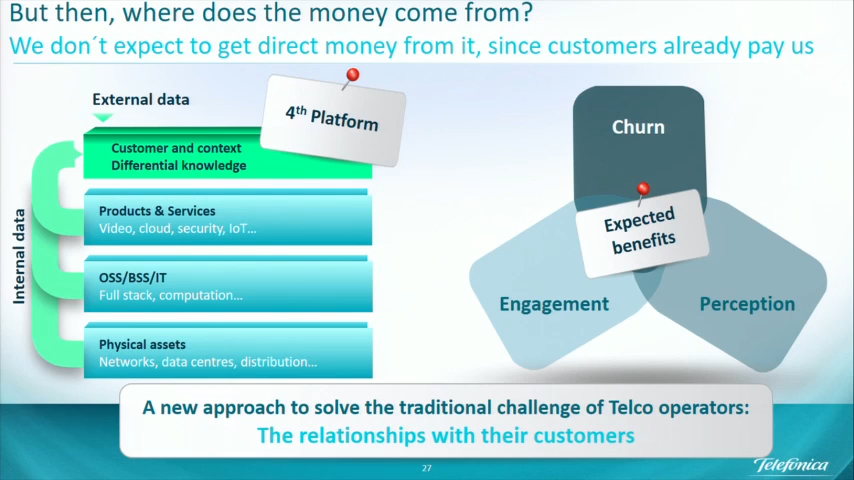 But then, where does the money come from?
We don´t expect to get direct money from it, since customers already pay us
External data
4th Platform
Customer and context
Differential knowledge
Products & Services
Video, cloud, security, IoT...
OSS/BSS/IT
Full stack, computation...
Physical assets
Networks, data centres, distribution...
Internal data
Churn
Expected
benefits
Engagement
Perception
A new approach to solve the traditional challenge of Telco operators:
The relationships with their customers
27
Telefónica